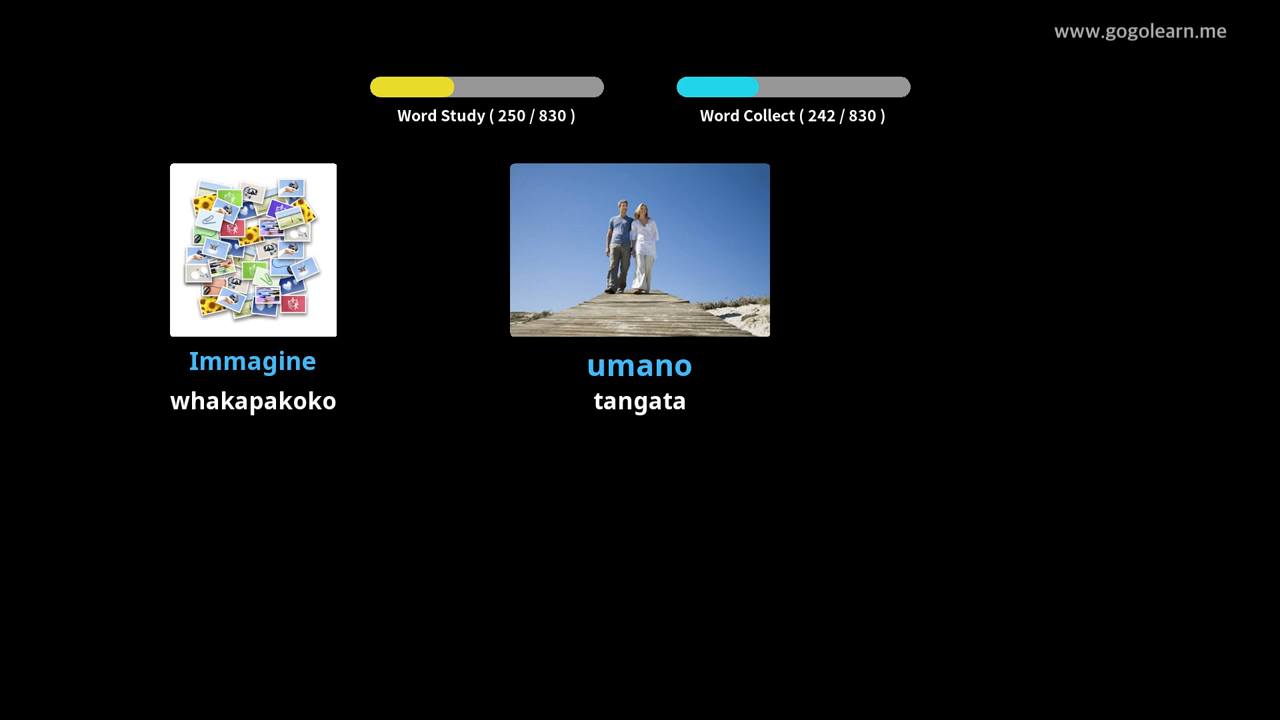 www.gogolearn.me
Word Study ( 250 / 830 )
Word Collect ( 242 / 830 )
Immagine
whakapakoko
umano
tangata